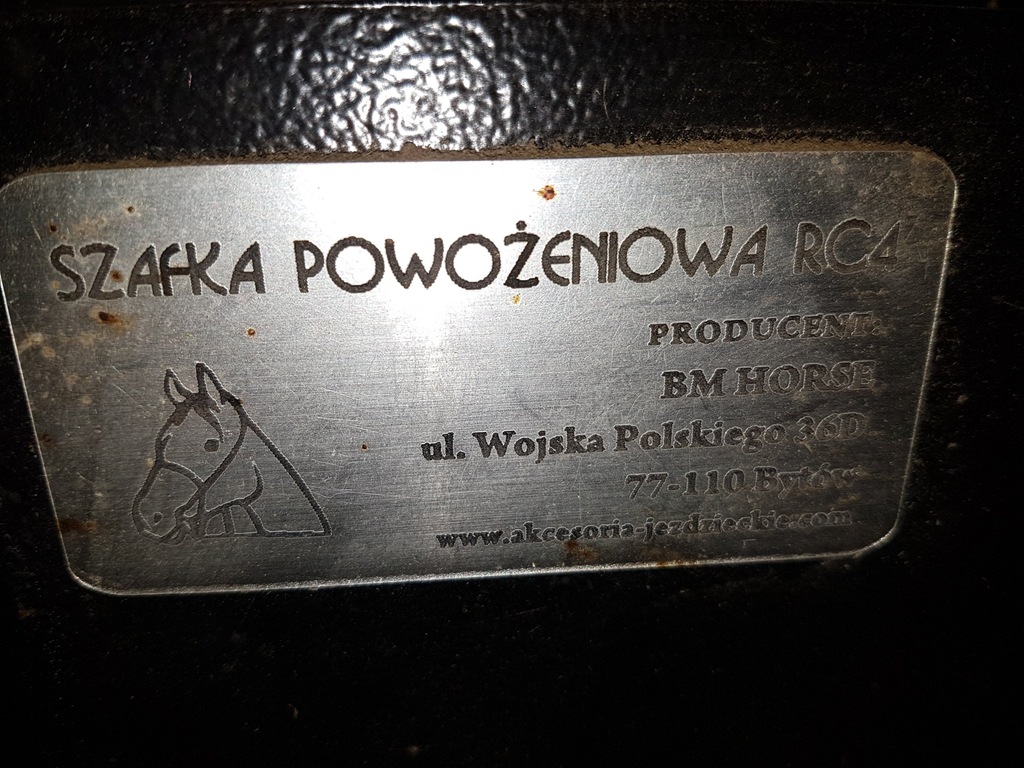 SZAFKA POWOŻENIOWA RC4
PRODUCENT:
BM HORSE
ul. Wojska Polskiego 36D
77-110 Bytów
www.akcesoria-jezdzieckie.com